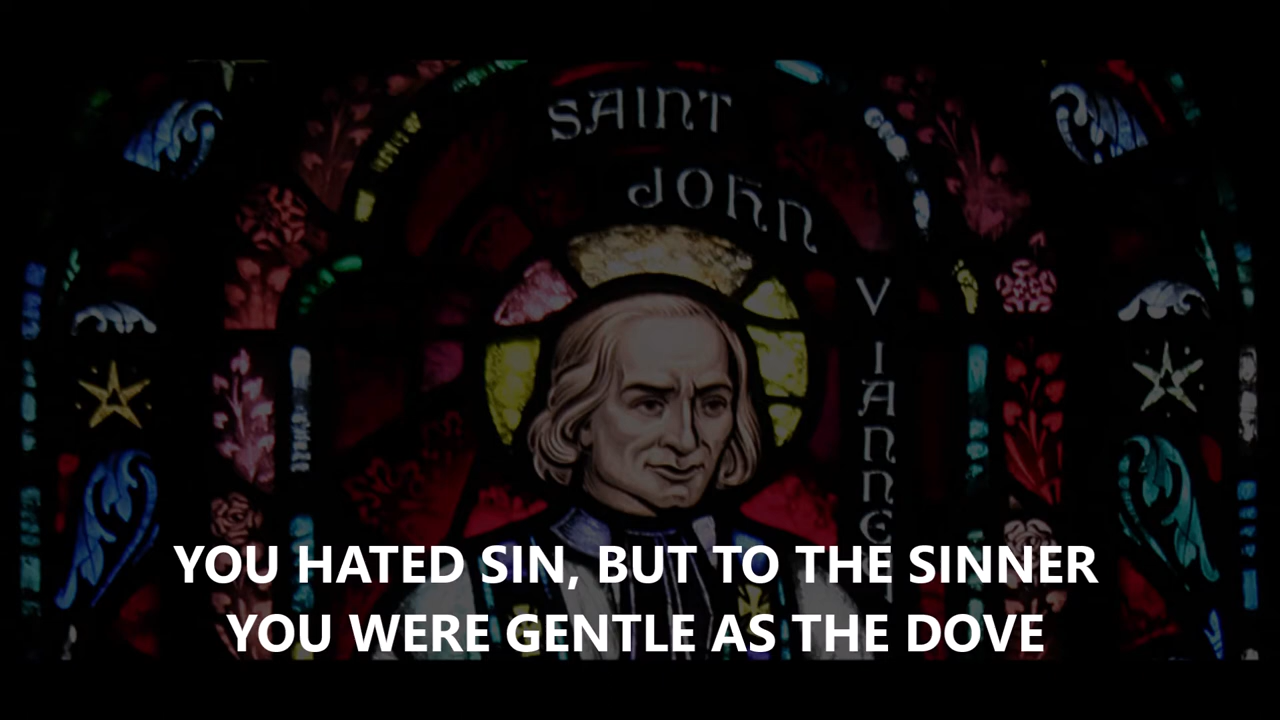 SAINT
JOHN
VIANNEY
YOU HATED SIN, BUT TO THE SINNER
YOU WERE GENTLE AS THE DOVE